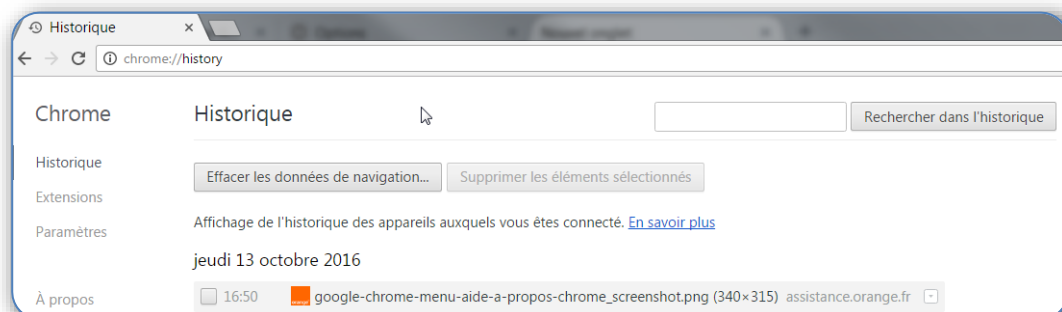 Historique
chrome://history
Chrome
Historique
Rechercher dans l'historique
Historique
Effacer les données de navigation...
Supprimer les éléments sélectionnés
Extensions
Affichage de l'historique des appareils auxquels vous êtes connecté. En savoir plus
Paramètres
jeudi 13 octobre 2016
À propos
16:50
google-chrome-menu-aide-a-propos-chrome_screenshot.png (340×315) assistance.orange.fr